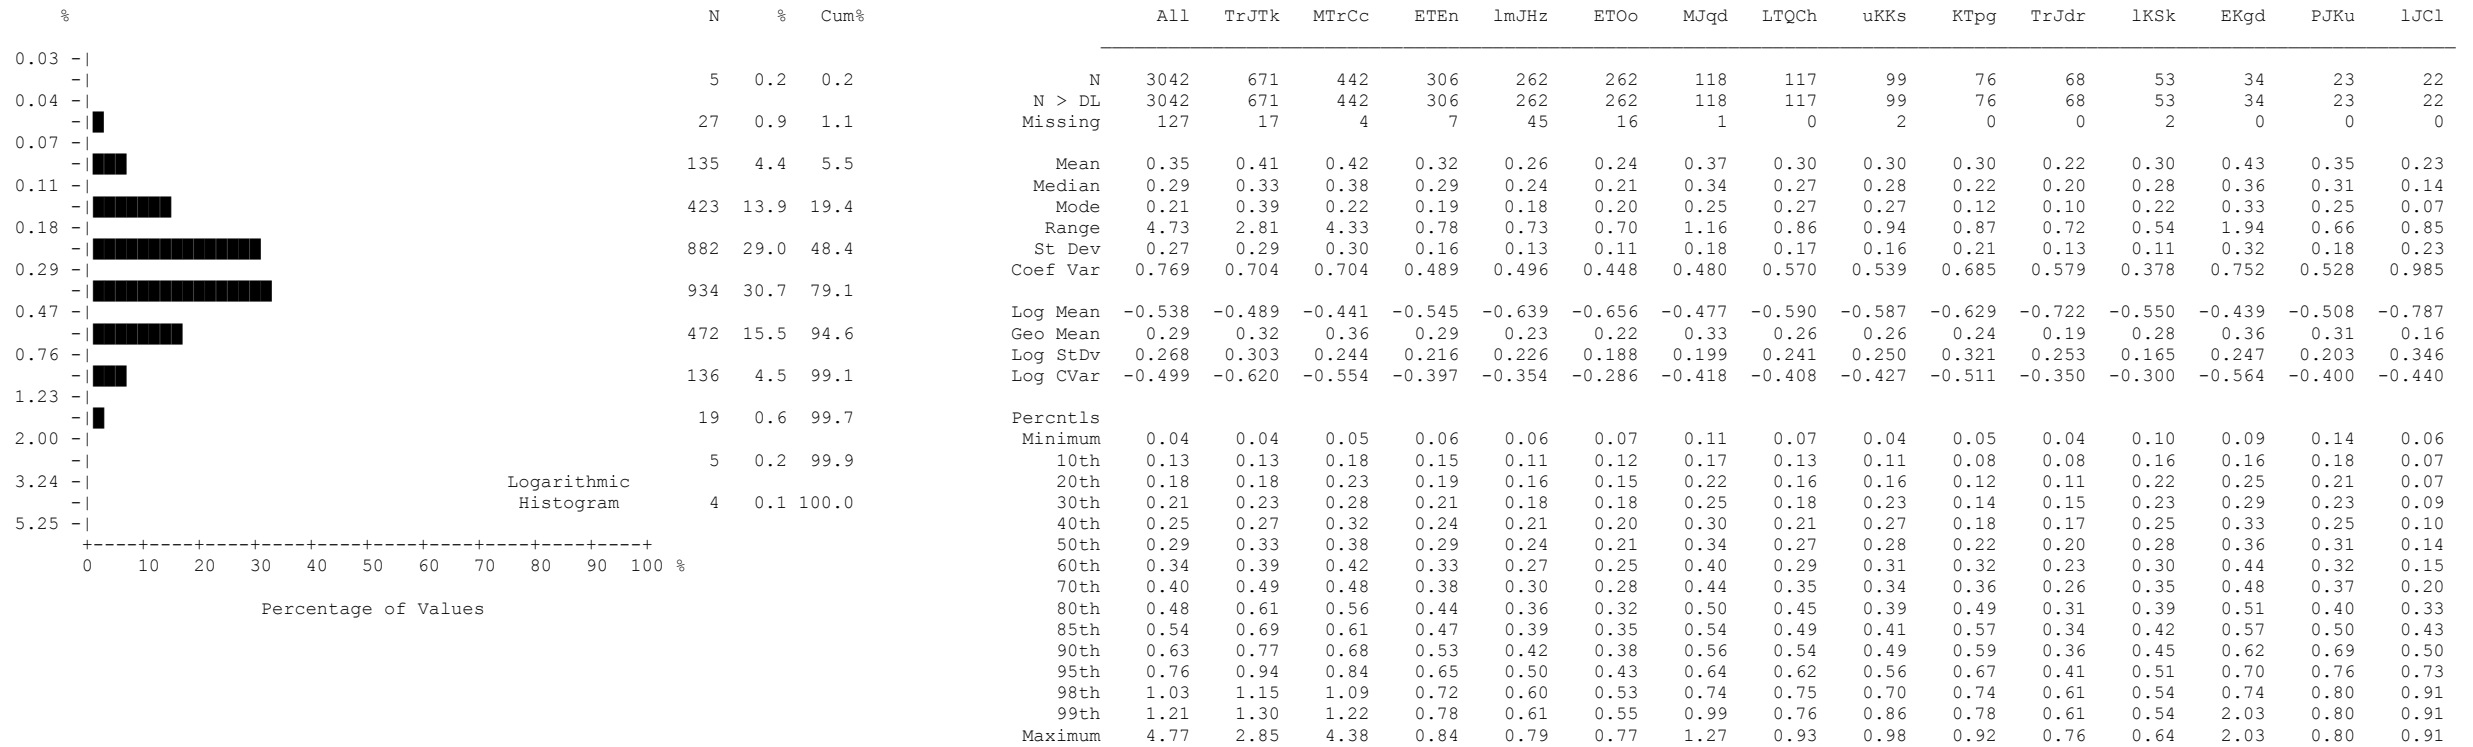 % N % Cum% All TrJTk MTrCc ETEn lmJHz ETOo MJqd LTQCh uKKs KTpg TrJdr lKSk EKgd PJKu lJCl
0.03 -|
-| 5 0.2 0.2 N 3042 671 442 306 262 262 118 117 99 76 68 53 34 23 22
0.04 -| N > DL 3042 671 442 306 262 262 118 117 99 76 68 53 34 23 22
-| 27 0.9 1.1 Missing 127 17 4 7 45 16 1 0 2 0 0 2 0 0 0
0.07 -|
-| 135 4.4 5.5 Mean 0.35 0.41 0.42 0.32 0.26 0.24 0.37 0.30 0.30 0.30 0.22 0.30 0.43 0.35 0.23
0.11 -| Median 0.29 0.33 0.38 0.29 0.24 0.21 0.34 0.27 0.28 0.22 0.20 0.28 0.36 0.31 0.14
-| 423 13.9 19.4 Mode 0.21 0.39 0.22 0.19 0.18 0.20 0.25 0.27 0.27 0.12 0.10 0.22 0.33 0.25 0.07
0.18 -| Range 4.73 2.81 4.33 0.78 0.73 0.70 1.16 0.86 0.94 0.87 0.72 0.54 1.94 0.66 0.85
-| 882 29.0 48.4 St Dev 0.27 0.29 0.30 0.16 0.13 0.11 0.18 0.17 0.16 0.21 0.13 0.11 0.32 0.18 0.23
0.29 -| Coef Var 0.769 0.704 0.704 0.489 0.496 0.448 0.480 0.570 0.539 0.685 0.579 0.378 0.752 0.528 0.985
-| 934 30.7 79.1
0.47 -| Log Mean -0.538 -0.489 -0.441 -0.545 -0.639 -0.656 -0.477 -0.590 -0.587 -0.629 -0.722 -0.550 -0.439 -0.508 -0.787
-| 472 15.5 94.6 Geo Mean 0.29 0.32 0.36 0.29 0.23 0.22 0.33 0.26 0.26 0.24 0.19 0.28 0.36 0.31 0.16
0.76 -| Log StDv 0.268 0.303 0.244 0.216 0.226 0.188 0.199 0.241 0.250 0.321 0.253 0.165 0.247 0.203 0.346
-| 136 4.5 99.1 Log CVar -0.499 -0.620 -0.554 -0.397 -0.354 -0.286 -0.418 -0.408 -0.427 -0.511 -0.350 -0.300 -0.564 -0.400 -0.440
1.23 -|
-| 19 0.6 99.7 Percntls
2.00 -| Minimum 0.04 0.04 0.05 0.06 0.06 0.07 0.11 0.07 0.04 0.05 0.04 0.10 0.09 0.14 0.06
-| 5 0.2 99.9 10th 0.13 0.13 0.18 0.15 0.11 0.12 0.17 0.13 0.11 0.08 0.08 0.16 0.16 0.18 0.07
3.24 -| Logarithmic 20th 0.18 0.18 0.23 0.19 0.16 0.15 0.22 0.16 0.16 0.12 0.11 0.22 0.25 0.21 0.07
-| Histogram 4 0.1 100.0 30th 0.21 0.23 0.28 0.21 0.18 0.18 0.25 0.18 0.23 0.14 0.15 0.23 0.29 0.23 0.09
5.25 -| 40th 0.25 0.27 0.32 0.24 0.21 0.20 0.30 0.21 0.27 0.18 0.17 0.25 0.33 0.25 0.10
+----+----+----+----+----+----+----+----+----+----+ 50th 0.29 0.33 0.38 0.29 0.24 0.21 0.34 0.27 0.28 0.22 0.20 0.28 0.36 0.31 0.14
0 10 20 30 40 50 60 70 80 90 100 % 60th 0.34 0.39 0.42 0.33 0.27 0.25 0.40 0.29 0.31 0.32 0.23 0.30 0.44 0.32 0.15
70th 0.40 0.49 0.48 0.38 0.30 0.28 0.44 0.35 0.34 0.36 0.26 0.35 0.48 0.37 0.20
Percentage of Values 80th 0.48 0.61 0.56 0.44 0.36 0.32 0.50 0.45 0.39 0.49 0.31 0.39 0.51 0.40 0.33
85th 0.54 0.69 0.61 0.47 0.39 0.35 0.54 0.49 0.41 0.57 0.34 0.42 0.57 0.50 0.43
90th 0.63 0.77 0.68 0.53 0.42 0.38 0.56 0.54 0.49 0.59 0.36 0.45 0.62 0.69 0.50
95th 0.76 0.94 0.84 0.65 0.50 0.43 0.64 0.62 0.56 0.67 0.41 0.51 0.70 0.76 0.73
98th 1.03 1.15 1.09 0.72 0.60 0.53 0.74 0.75 0.70 0.74 0.61 0.54 0.74 0.80 0.91
99th 1.21 1.30 1.22 0.78 0.61 0.55 0.99 0.76 0.86 0.78 0.61 0.54 2.03 0.80 0.91
Maximum 4.77 2.85 4.38 0.84 0.79 0.77 1.27 0.93 0.98 0.92 0.76 0.64 2.03 0.80 0.91